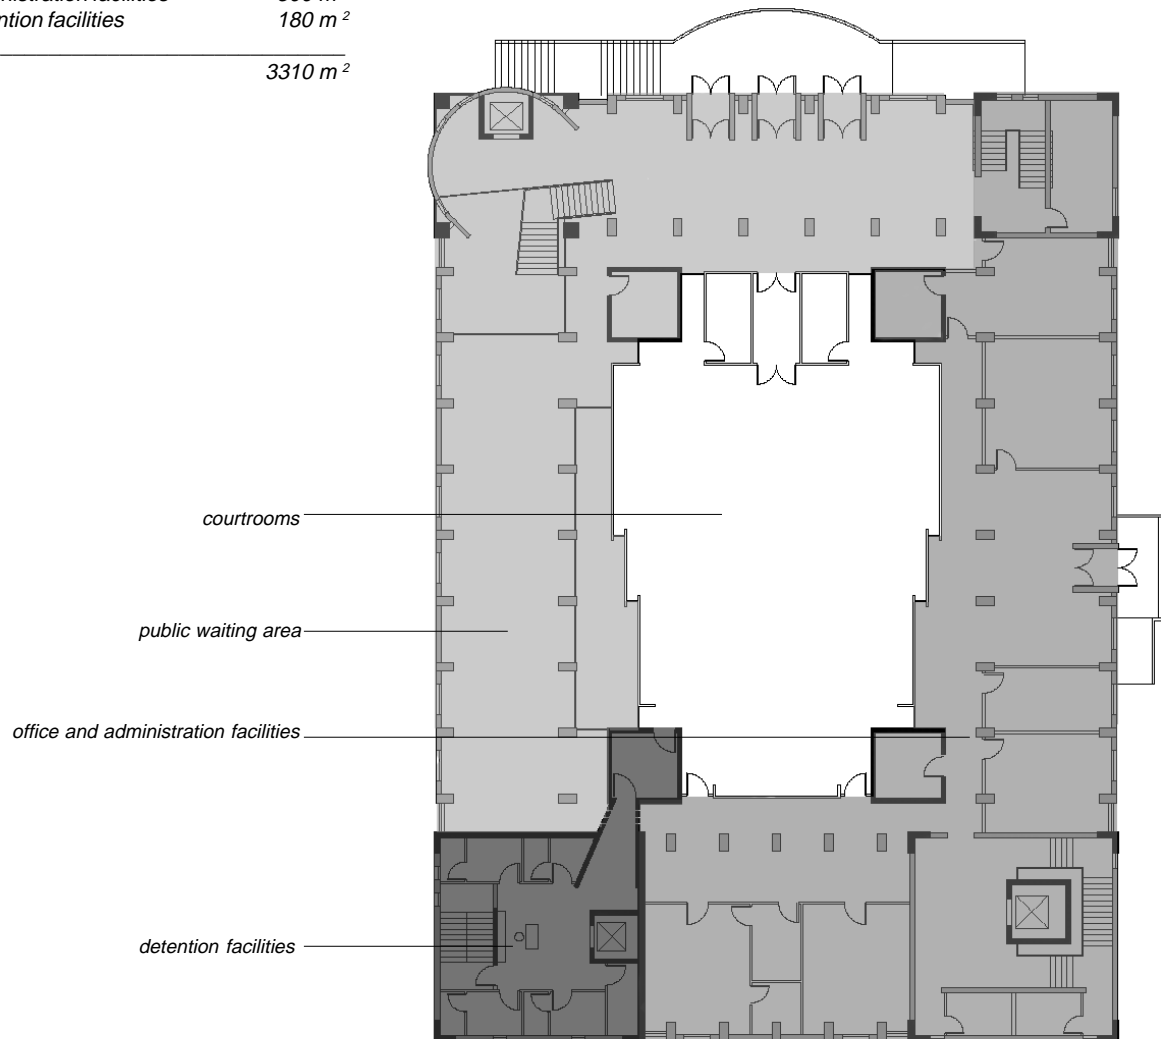 ntion facilities 180 m²
3310 m²
courtrooms
public waiting area
office and administration facilities
detention facilities